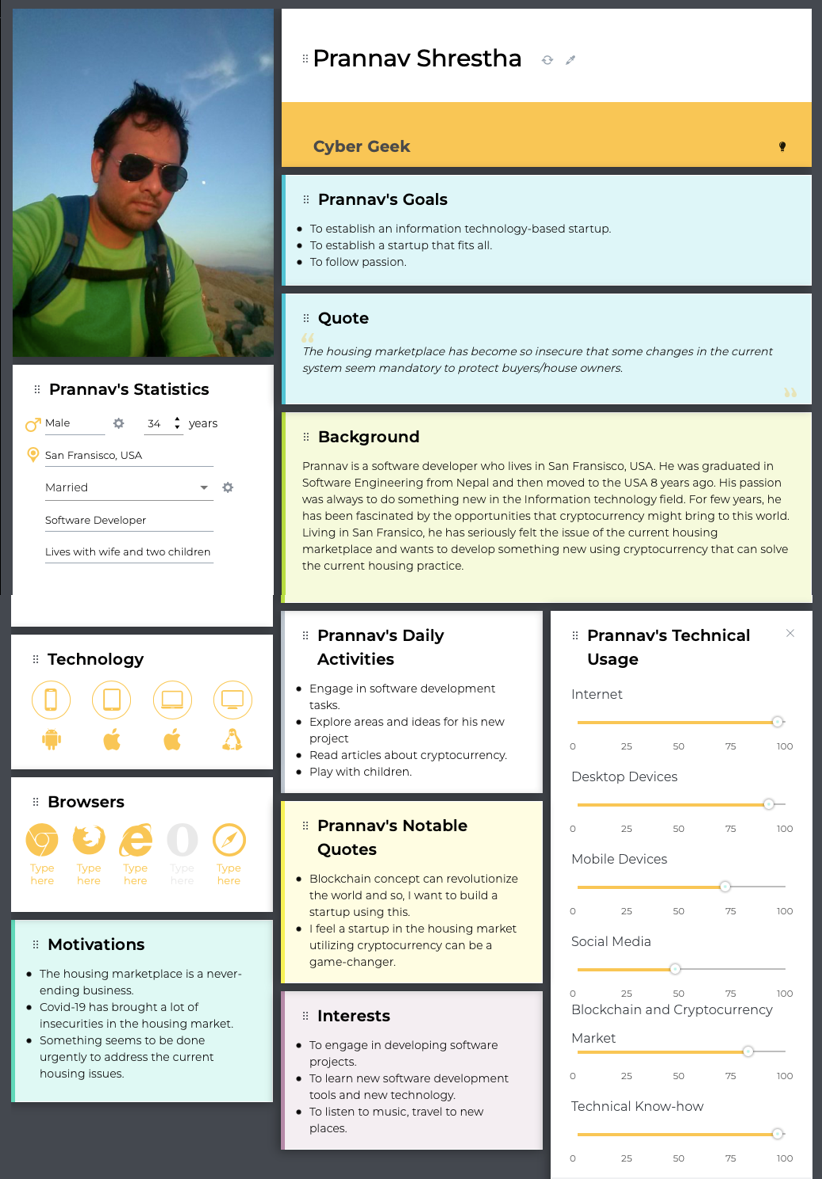 Prannav Shrestha
Cyber Geek
Prannav's Goals
To establish an information technology-based startup.
To establish a startup that fits all.
To follow passion.
Quote
“
The housing marketplace has become so insecure that some changes in the current
system seem mandatory to protect buyers/house owners.
”
Prannav's Statistics
Male 34 years
San Fransisco, USA
Married
Software Developer
Lives with wife and two children
Background
Prannav is a software developer who lives in San Fransisco, USA. He was graduated in
Software Engineering from Nepal and then moved to the USA 8 years ago. His passion
was always to do something new in the Information technology field. For few years, he
has been fascinated by the opportunities that cryptocurrency might bring to this world.
Living in San Fransico, he has seriously felt the issue of the current housing
marketplace and wants to develop something new using cryptocurrency that can solve
the current housing practice.
Technology
Browsers
Type
here
Type
here
Type
here
Type
here
Type
here
Motivations
The housing marketplace is a never-
ending business.
Covid-19 has brought a lot of
insecurities in the housing market.
Something seems to be done
urgently to address the current
housing issues.
Prannav's Daily
Activities
Engage in software development
tasks.
Explore areas and ideas for his new
project
Read articles about cryptocurrency.
Play with children.
Prannav's Notable
Quotes
Blockchain concept can revolutionize
the world and so, I want to build a
startup using this.
I feel a startup in the housing market
utilizing cryptocurrency can be a
game-changer.
Interests
To engage in developing software
projects.
To learn new software development
tools and new technology.
To listen to music, travel to new
places.
Prannav's Technical
Usage
Internet
0 25 50 75 100
Desktop Devices
0 25 50 75 100
Mobile Devices
0 25 50 75 100
Social Media
0 25 50 75 100
Blockchain and Cryptocurrency
Market
0 25 50 75 100
Technical Know-how
0 25 50 75 100